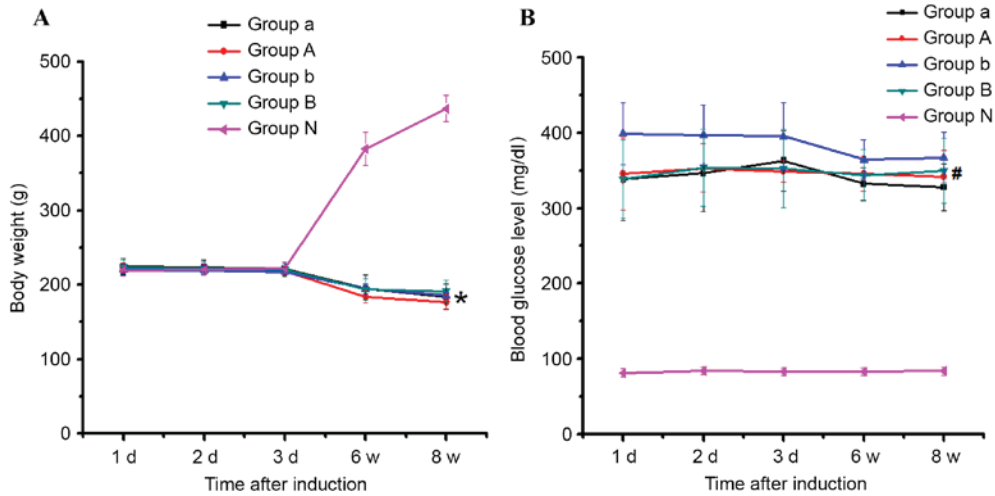 A
Group a
Group A
Group b
Group B
Group N
500
400
300
200
100
0
Body weight (g)
*
1 d 2 d 3 d 6 w 8 w
Time after induction
B
Group a
Group A
Group b
Group B
Group N
500
400
300
200
100
0
Blood glucose level (mg/dl)
#
1 d 2 d 3 d 6 w 8 w
Time after induction